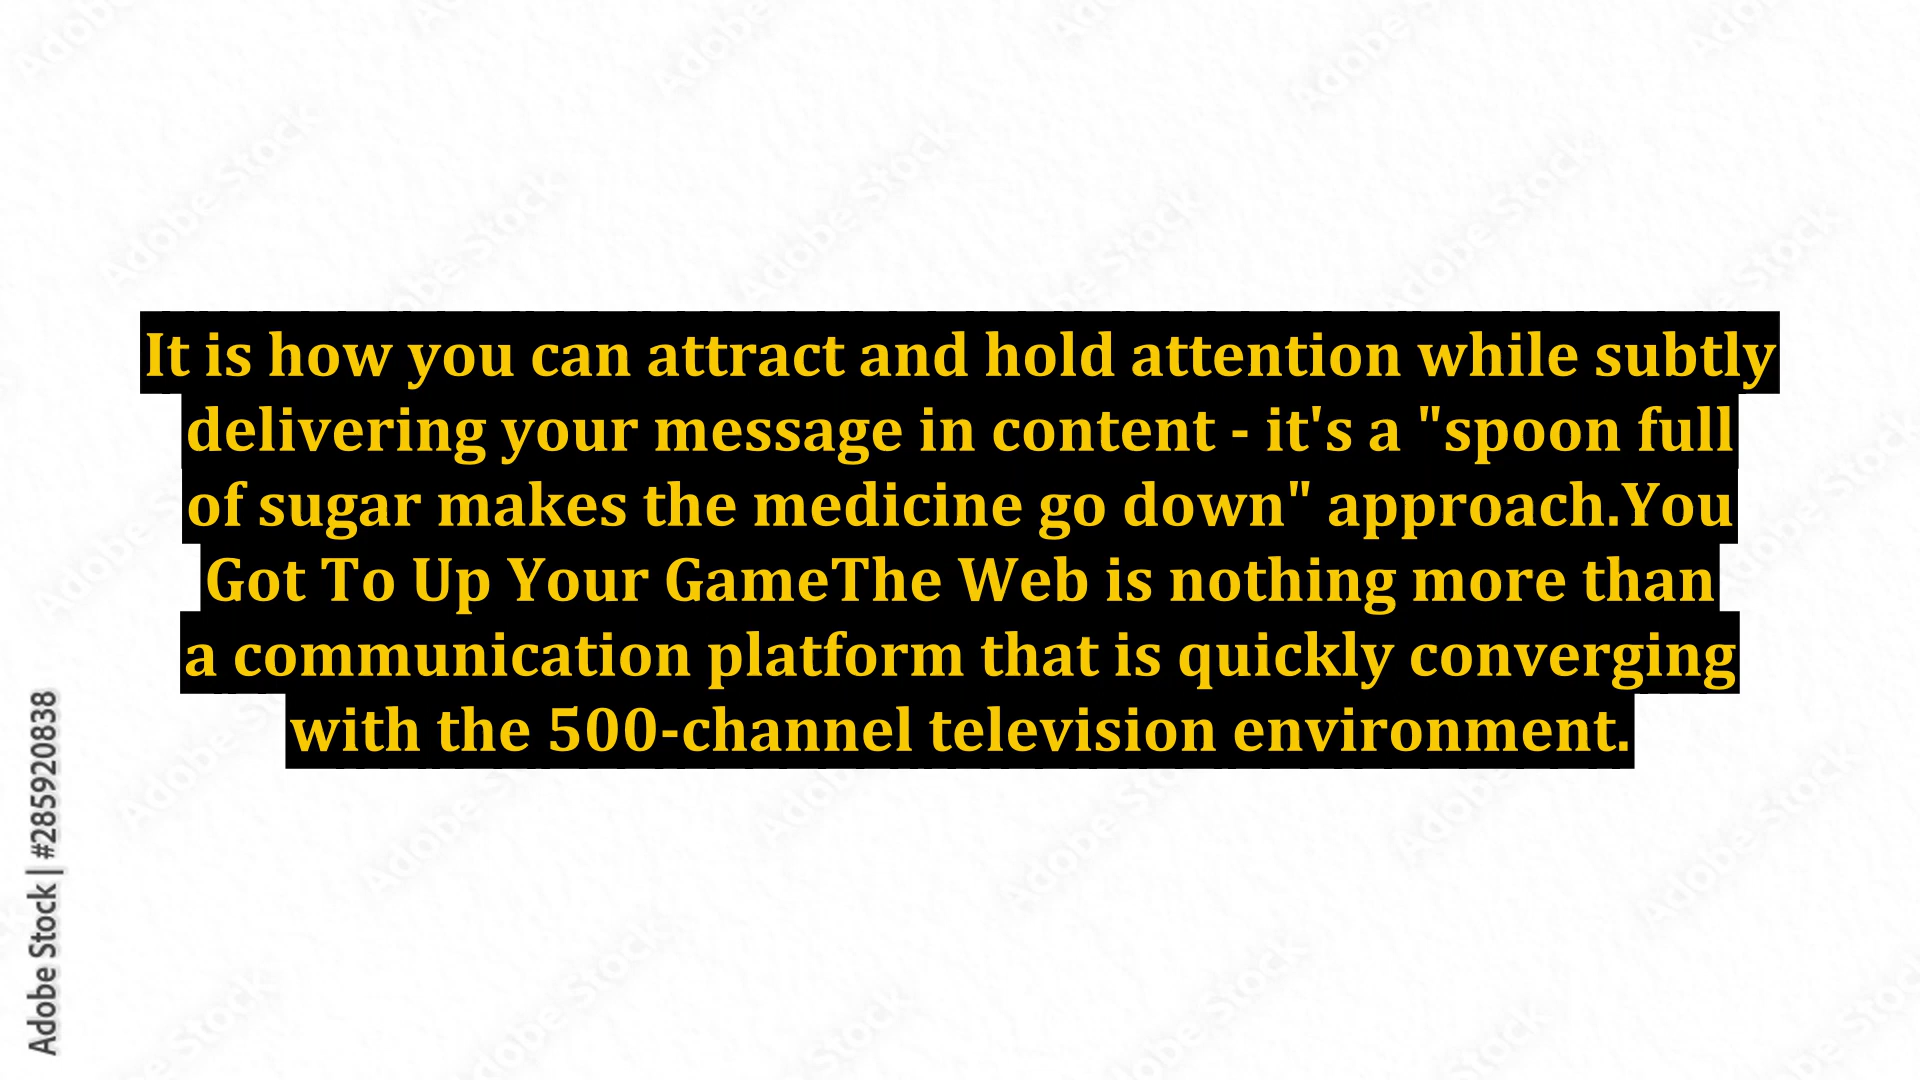 It is how you can attract and hold attention while subtly
delivering your message in content - it's a "spoon full
of sugar makes the medicine go down" approach.You
Got To Up Your GameThe Web is nothing more than
a communication platform that is quickly converging
with the 500-channel television environment.
Adobe Stock | #285920838